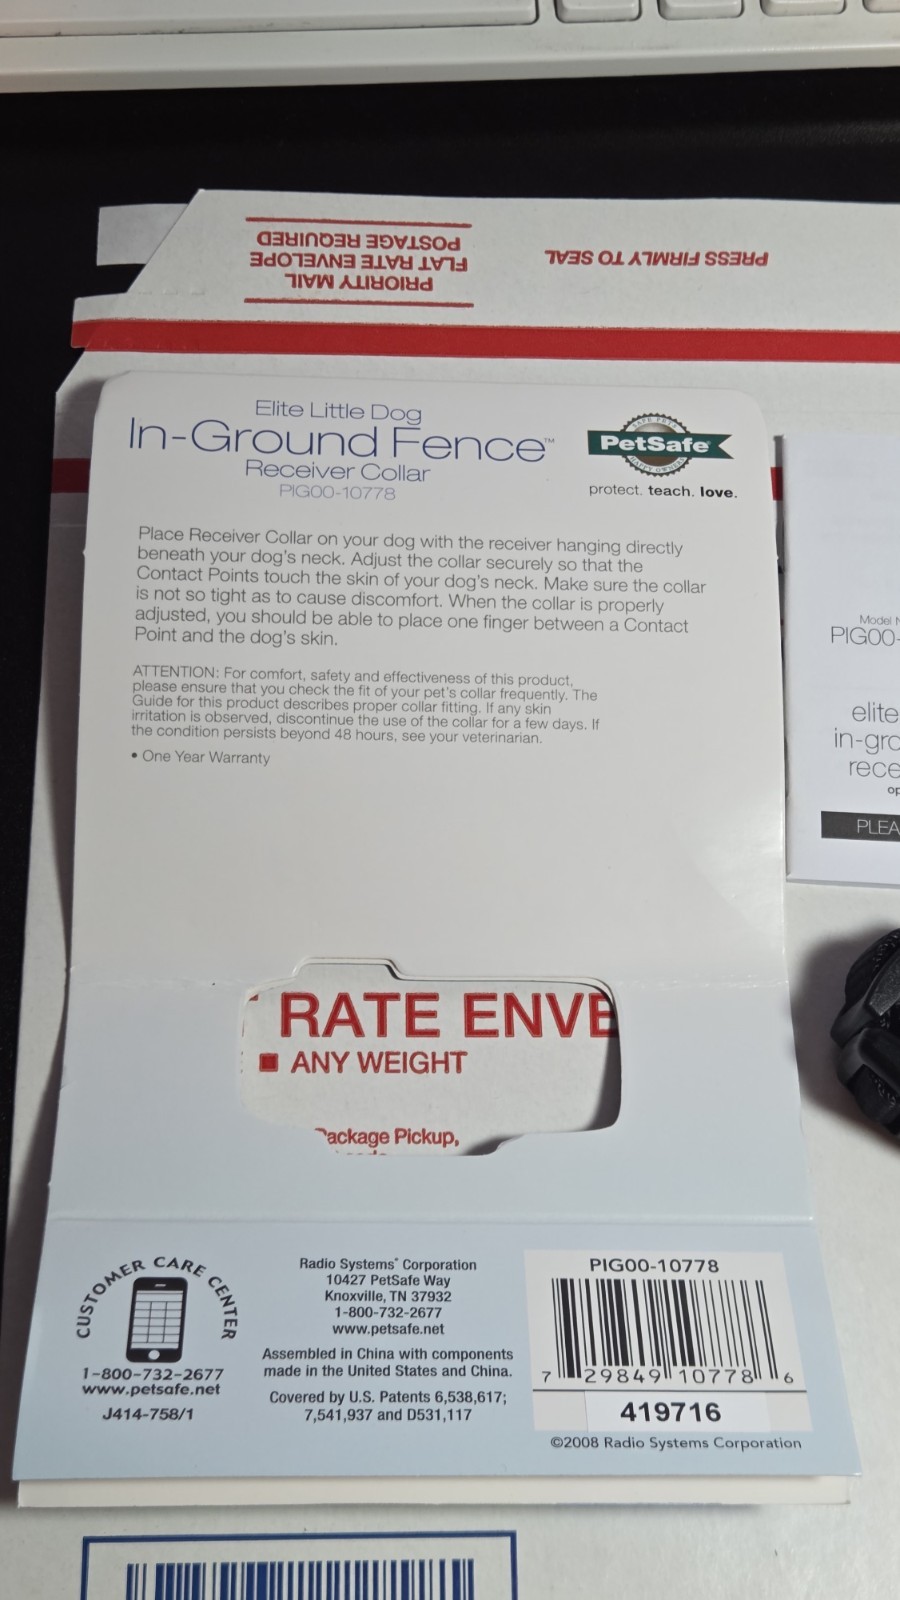 PRIORITY MAIL
FLAT RATE ENVELOPE
POSTAGE REQUIRED
PRESS FIRMLY TO SEAL
Elite Little Dog
In-Ground Fence™
Receiver Collar
PIG00-10778
SAFE PETS
PetSafe®
HAPPY OWNERS
protect. teach. love.
Place Receiver Collar on your dog with the receiver hanging directly
beneath your dog's neck. Adjust the collar securely so that the
Contact Points touch the skin of your dog's neck. Make sure the collar
is not so tight as to cause discomfort. When the collar is properly
adjusted, you should be able to place one finger between a Contact
Point and the dog's skin.
ATTENTION: For comfort, safety and effectiveness of this product,
please ensure that you check the fit of your pet's collar frequently. The
Guide for this product describes proper collar fitting. If any skin
irritation is observed, discontinue the use of the collar for a few days. If
the condition persists beyond 48 hours, see your veterinarian.
• One Year Warranty
Model N
PIG00-
elite
in-gro
rece
op
PLEA
RATE ENVE
■ ANY WEIGHT
Package Pickup,
CUSTOMER CARE CENTER
1-800-732-2677
www.petsafe.net
J414-758/1
Radio Systems® Corporation
10427 PetSafe Way
Knoxville, TN 37932
1-800-732-2677
www.petsafe.net
Assembled in China with components
made in the United States and China.
Covered by U.S. Patents 6,538,617;
7,541,937 and D531,117
PIG00-10778
7 29849 10778 6
419716
©2008 Radio Systems Corporation